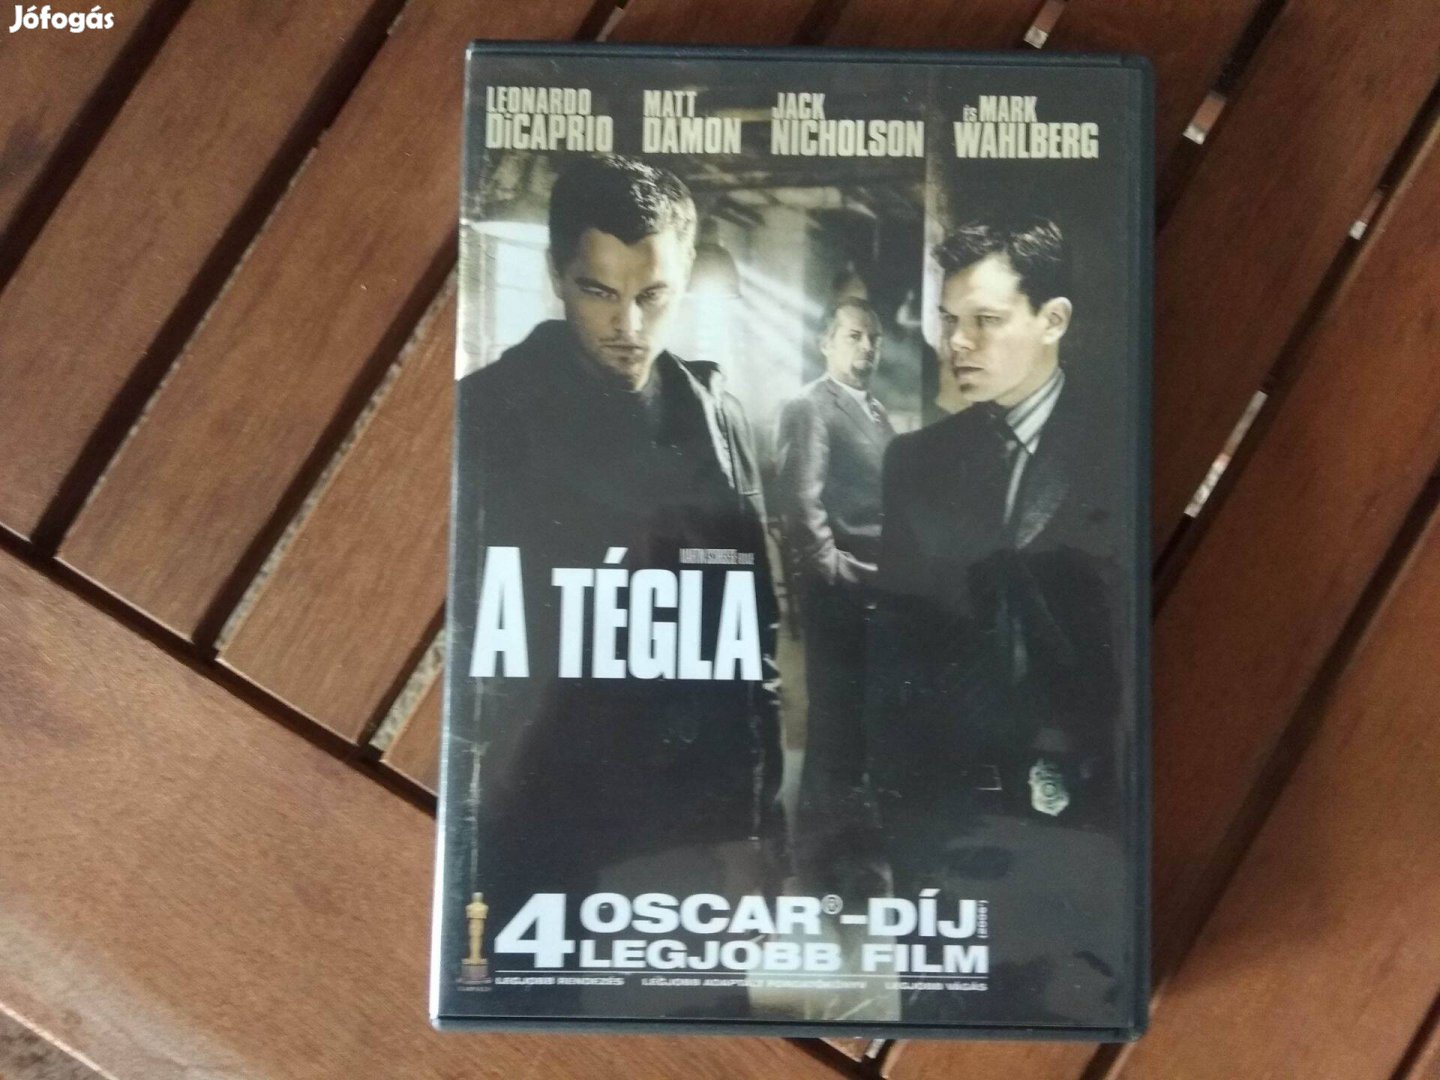 Jófogás
LEONARDO DiCAPRIO
MATT DAMON
JACK NICHOLSON
ÉS MARK WAHLBERG
A TÉGLA
4 OSCAR®-DÍJ
LEGJOBB FILM
LEGJOBB RENDEZÉS LEGJOBB ADAPTÁLT FORGATÓKÖNYV LEGJOBB VÁGÁS